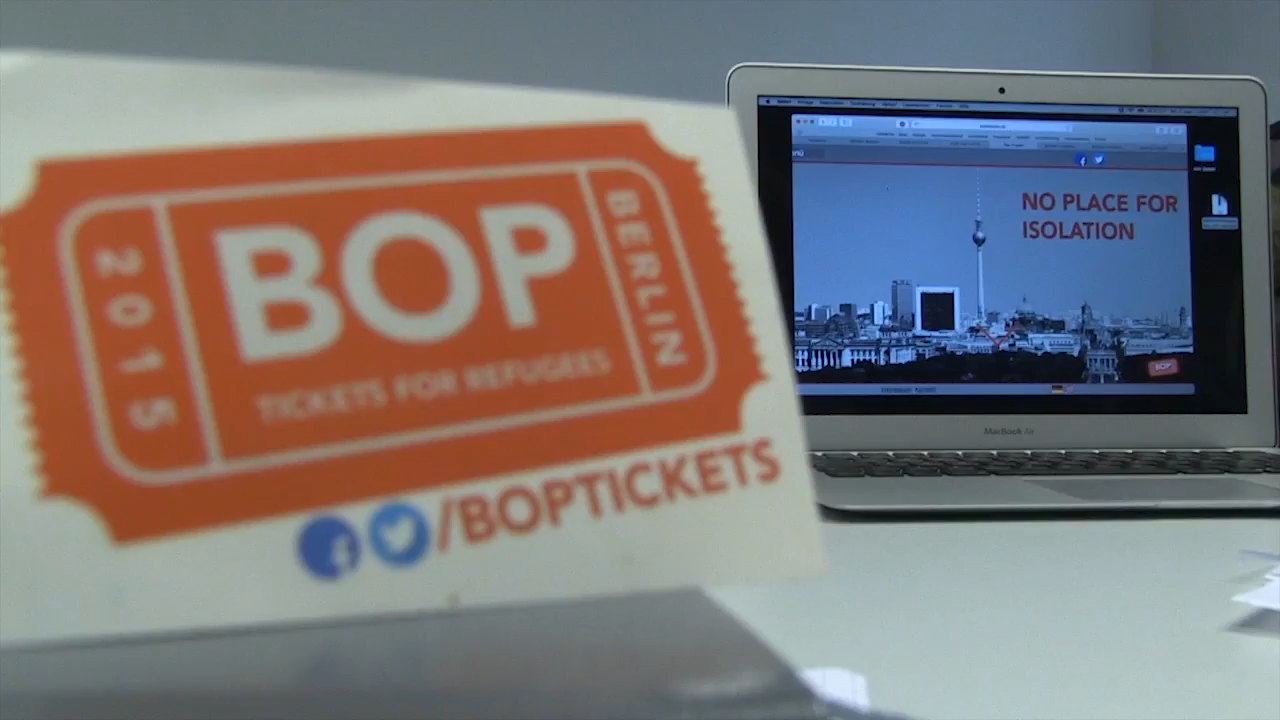 2015
BOP
TICKETS FOR REFUGEES
BERLIN
/BOPTICKETS
NO PLACE FOR
ISOLATION
BOP
MacBook Air